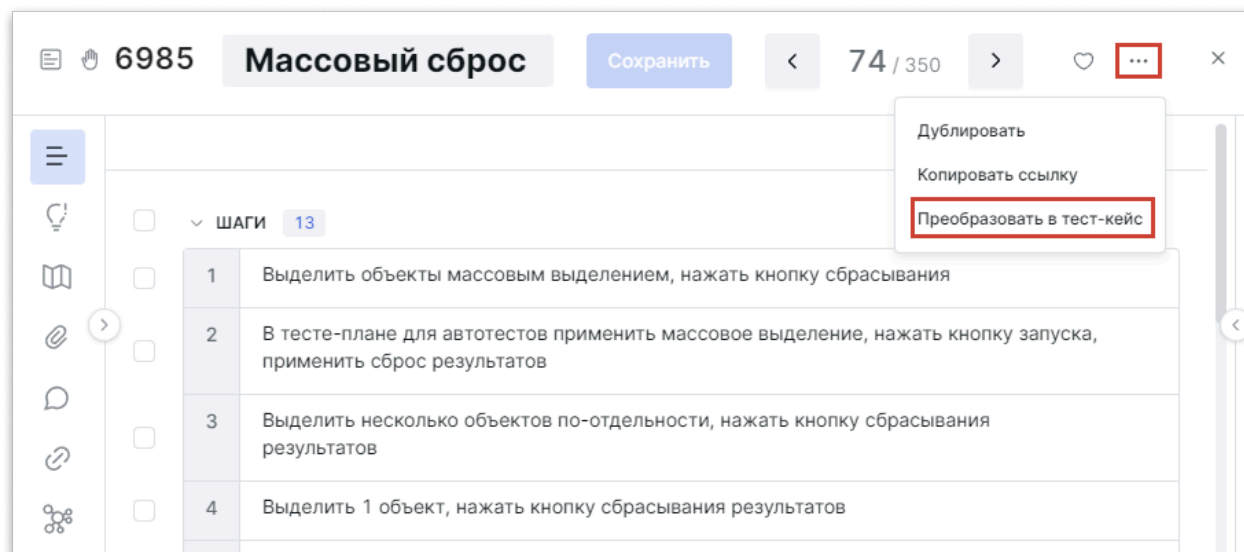 6985 Массовый сброс Сохранить 74 / 350
Дублировать
Копировать ссылку
Преобразовать в тест-кейс
ШАГИ 13
1 Выделить объекты массовым выделением, нажать кнопку сбрасывания
2 В тесте-плане для автотестов применить массовое выделение, нажать кнопку запуска,
применить сброс результатов
3 Выделить несколько объектов по-отдельности, нажать кнопку сбрасывания
результатов
4 Выделить 1 объект, нажать кнопку сбрасывания результатов